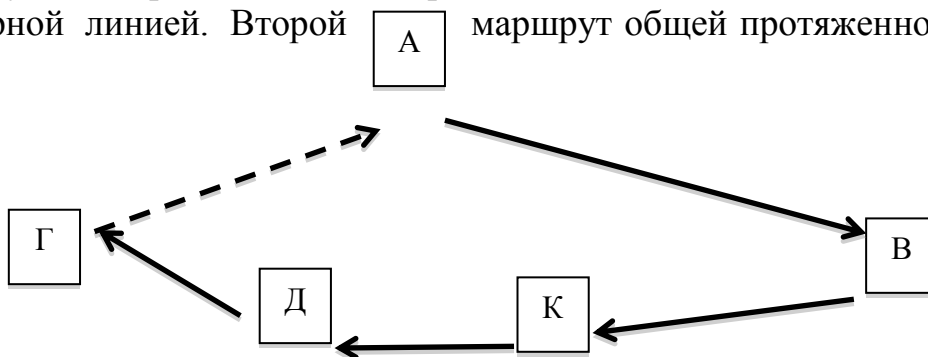 рной линией. Второй маршрут общей протяженно
А
Г
В
Д
К